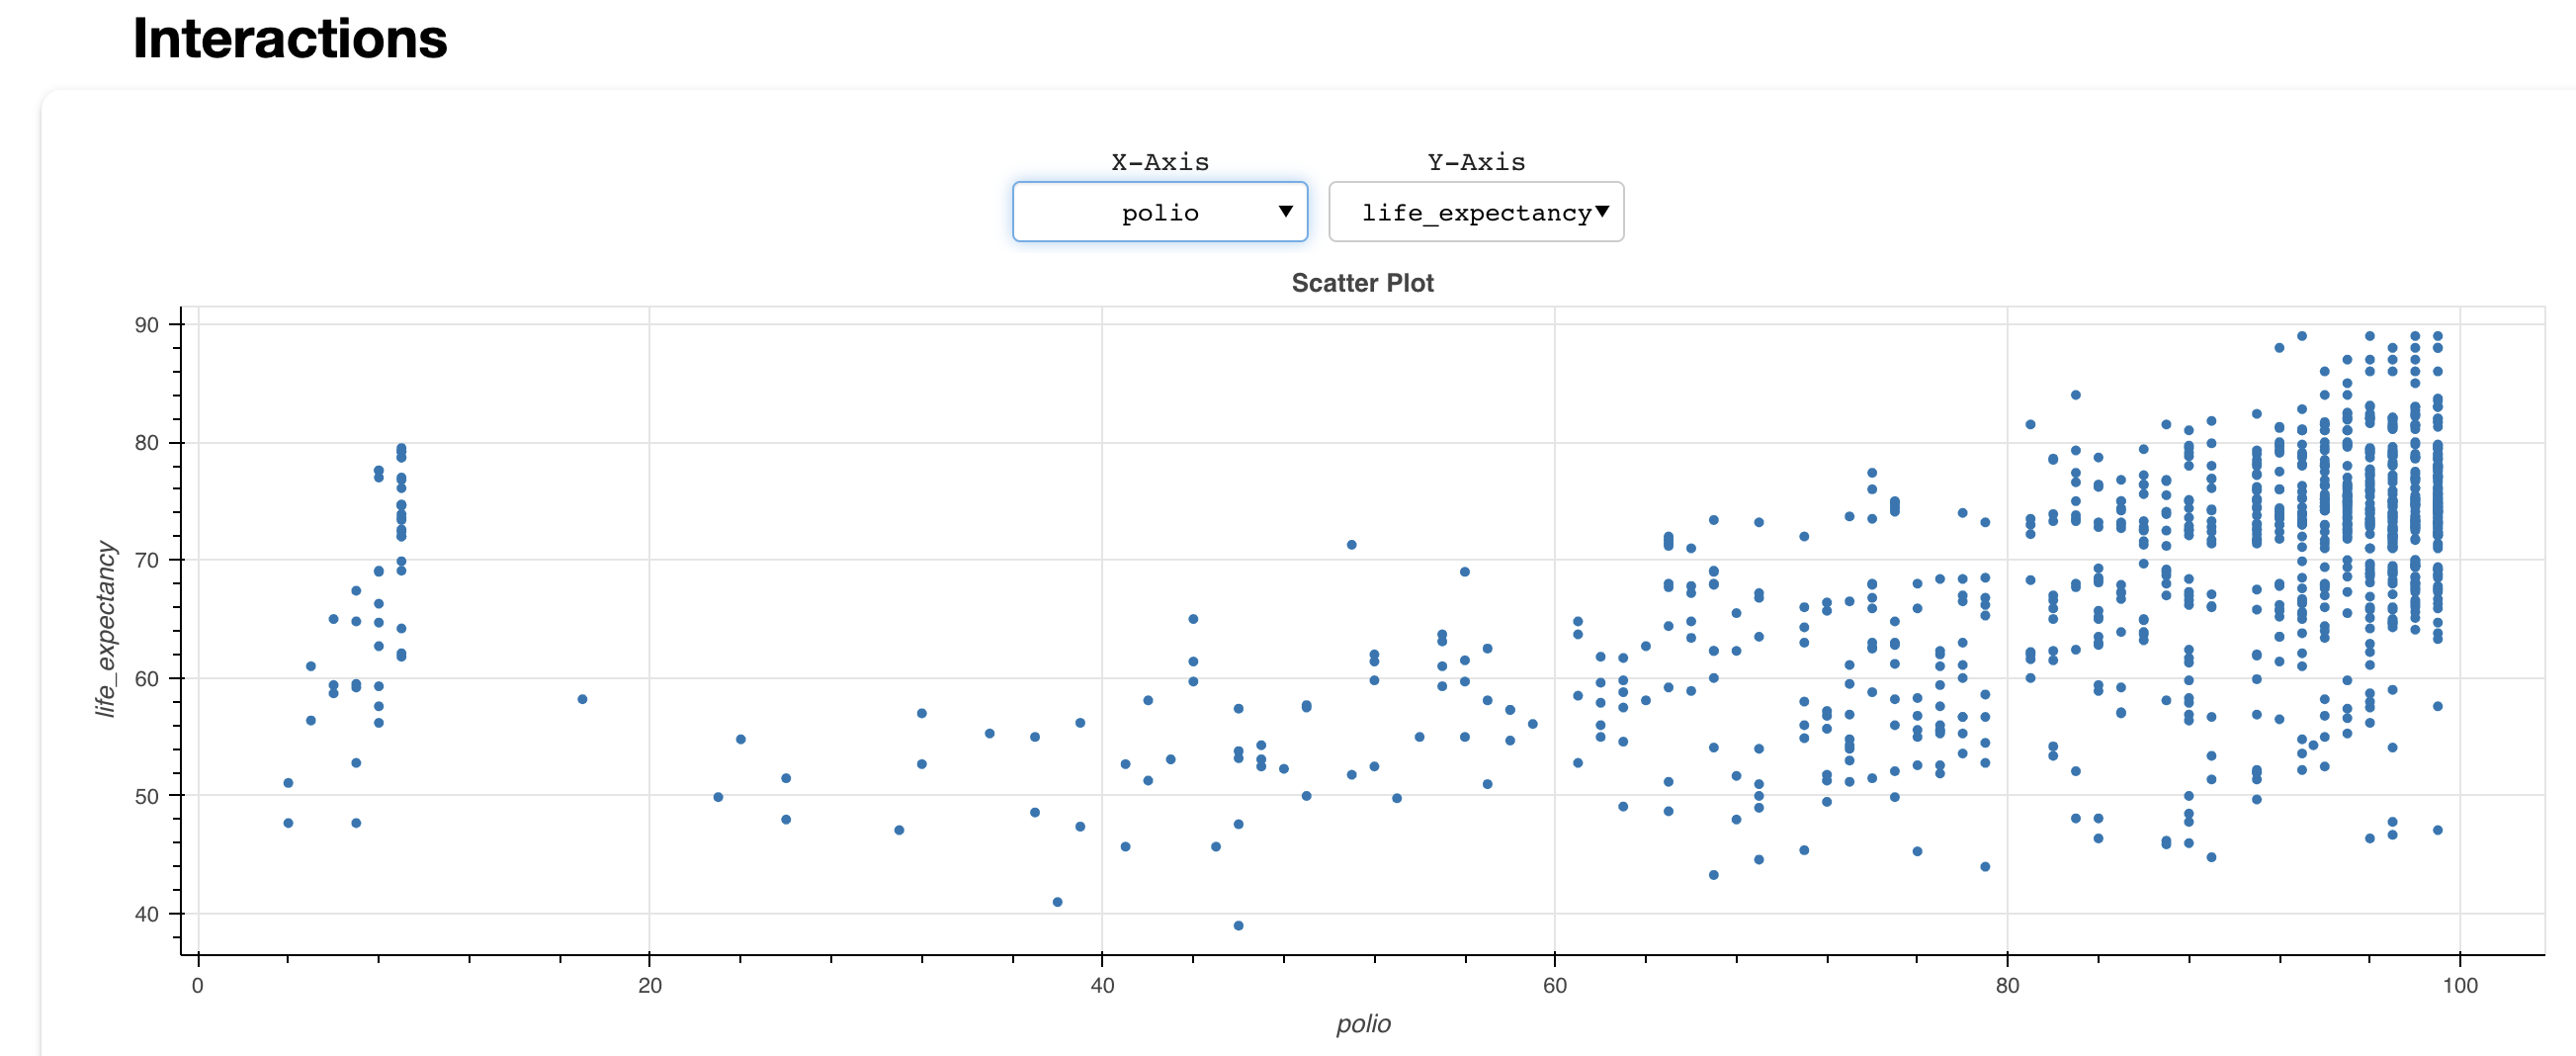 Interactions
X-Axis Y-Axis
polio ▼ life_expectancy▼
Scatter Plot
90
80
70
60
50
40
life_expectancy
0 20 40 60 80 100
polio